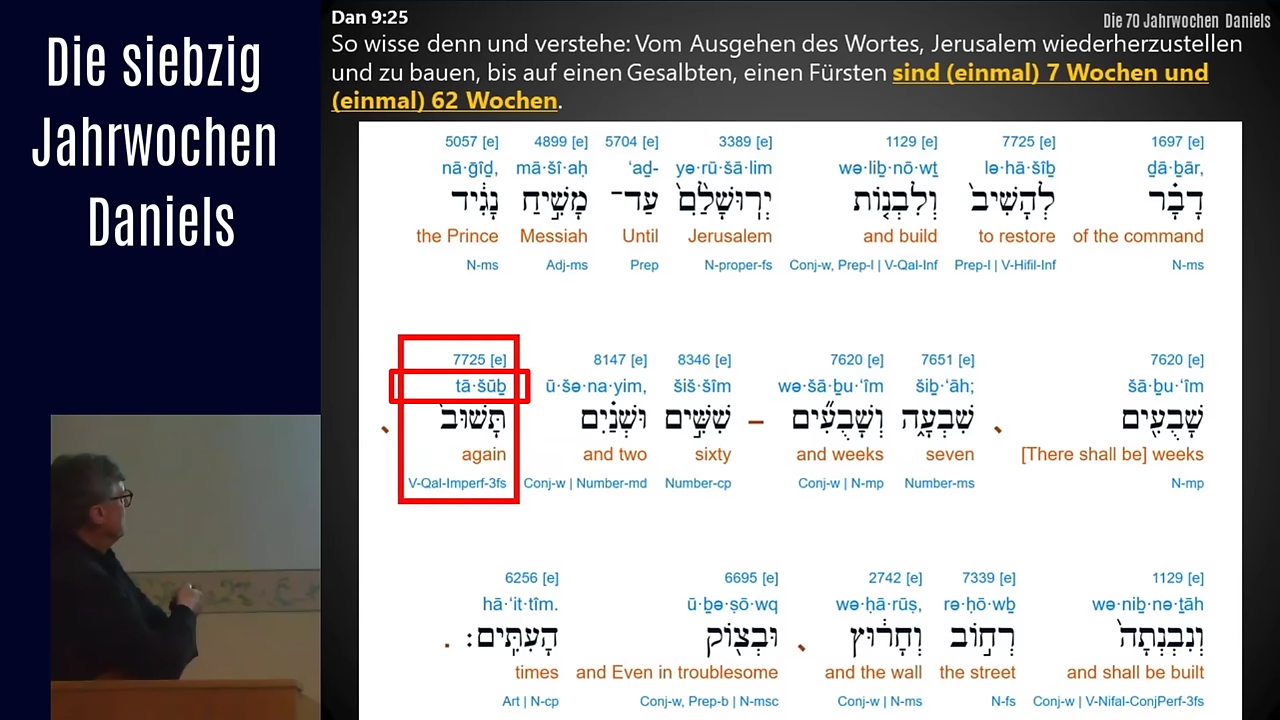 Die siebzig
Jahrwochen
Daniels
Dan 9:25
Die 70 Jahrwochen Daniels
So wisse denn und verstehe: Vom Ausgehen des Wortes, Jerusalem wiederherzustellen
und zu bauen, bis auf einen Gesalbten, einen Fürsten sind (einmal) 7 Wochen und
(einmal) 62 Wochen.
5057 [e] 4899 [e] 5704 [e] 3389 [e] 1129 [e] 7725 [e] 1697 [e]
nā·ḡîḏ, mā·šî·aḥ ‘aḏ- yə·rū·šā·lim wə·liḇ·nō·wṯ lə·hā·šîḇ ḏā·ḇār,
דָבָ֗ר לְהָשִׁיב֙ וְלִבְנ֤וֹת יְרֽוּשָׁלִַ֙ם֙ עַד־ מָשִׁ֣יחַ נָגִ֔יד
the Prince Messiah Until Jerusalem and build to restore of the command
N-ms Adj-ms Prep N-proper-fs Conj-w, Prep-l | V-Qal-Inf Prep-l | V-Hifil-Inf N-ms
7725 [e] 8147 [e] 8346 [e] 7620 [e] 7651 [e] 7620 [e]
tā·šūḇ ū·šə·na·yim, šiš·šîm wə·šā·ḇu·‘îm šiḇ·‘āh; šā·ḇu·‘îm
שָׁבֻעִ֖ים 、 שִׁבְעָ֑ה וְשָׁבֻעִ֞ים – שִׁשִּׁ֣ים וּשְׁנַ֗יִם תָּשׁוּב֙ 、
again and two sixty and weeks seven [There shall be] weeks
V-Qal-Imperf-3fs Conj-w | Number-md Number-cp Conj-w | N-mp Number-ms N-mp
6256 [e] 6695 [e] 2742 [e] 7339 [e] 1129 [e]
hā·‘it·tîm. ū·ḇə·ṣō·wq wə·ḥā·rūṣ, rə·ḥō·wḇ wə·niḇ·nə·ṯāh
וְנִבְנְתָה֙ רְח֣וֹב וְחָר֔וּץ 、 וּבְצ֖וֹק הָעִתִּֽים׃ .
times and Even in troublesome and the wall the street and shall be built
Art | N-cp Conj-w, Prep-b | N-msc Conj-w | N-ms N-fs Conj-w | V-Nifal-ConjPerf-3fs